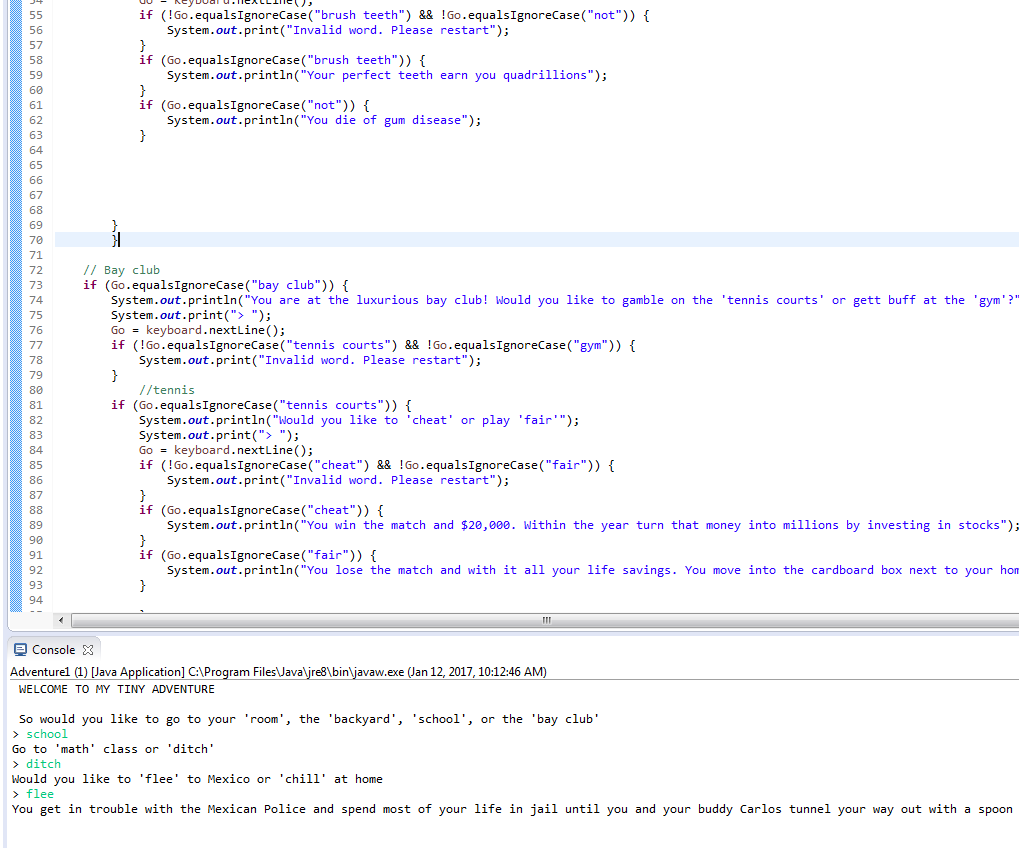 54 Go = keyboard.nextLine();
55 if (!Go.equalsIgnoreCase("brush teeth") && !Go.equalsIgnoreCase("not")) {
56 System.out.print("Invalid word. Please restart");
57 }
58 if (Go.equalsIgnoreCase("brush teeth")) {
59 System.out.println("Your perfect teeth earn you quadrillions");
60 }
61 if (Go.equalsIgnoreCase("not")) {
62 System.out.println("You die of gum disease");
63 }
64
65
66
67
68
69 }
70 }
71
72 // Bay club
73 if (Go.equalsIgnoreCase("bay club")) {
74 System.out.println("You are at the luxurious bay club! Would you like to gamble on the 'tennis courts' or gett buff at the 'gym'?"
75 System.out.print("> ");
76 Go = keyboard.nextLine();
77 if (!Go.equalsIgnoreCase("tennis courts") && !Go.equalsIgnoreCase("gym")) {
78 System.out.print("Invalid word. Please restart");
79 }
80 //tennis
81 if (Go.equalsIgnoreCase("tennis courts")) {
82 System.out.println("Would you like to 'cheat' or play 'fair'");
83 System.out.print("> ");
84 Go = keyboard.nextLine();
85 if (!Go.equalsIgnoreCase("cheat") && !Go.equalsIgnoreCase("fair")) {
86 System.out.print("Invalid word. Please restart");
87 }
88 if (Go.equalsIgnoreCase("cheat")) {
89 System.out.println("You win the match and $20,000. Within the year turn that money into millions by investing in stocks");
90 }
91 if (Go.equalsIgnoreCase("fair")) {
92 System.out.println("You lose the match and with it all your life savings. You move into the cardboard box next to your
93 }
94
Console
Adventure1 (1) [Java Application] C:\Program Files\Java\jre8\bin\javaw.exe (Jan 12, 2017, 10:12:46 AM)
WELCOME TO MY TINY ADVENTURE
So would you like to go to your 'room', the 'backyard', 'school', or the 'bay club'
> school
Go to 'math' class or 'ditch'
> ditch
Would you like to 'flee' to Mexico or 'chill' at home
> flee
You get in trouble with the Mexican Police and spend most of your life in jail until you and your buddy Carlos tunnel your way out with a spoon